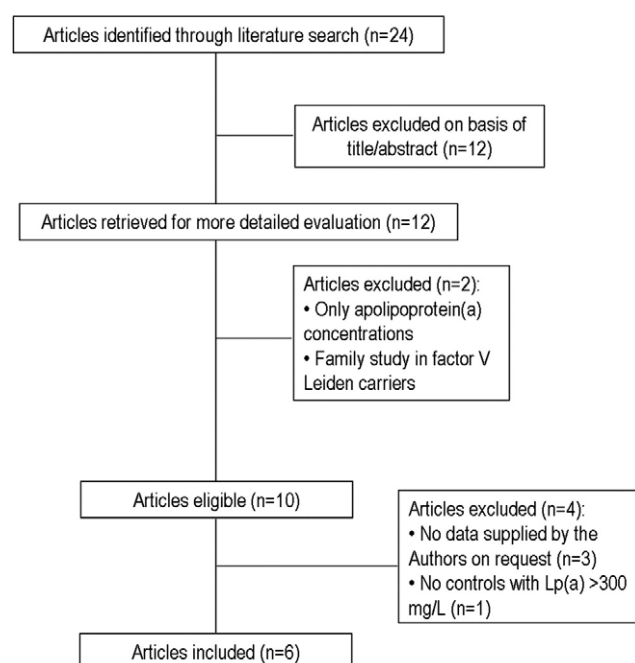 Articles identified through literature search (n=24)
Articles excluded on basis of
title/abstract (n=12)
Articles retrieved for more detailed evaluation (n=12)
Articles excluded (n=2):
• Only apolipoprotein(a)
concentrations
• Family study in factor V
Leiden carriers
Articles eligible (n=10)
Articles excluded (n=4):
• No data supplied by the
Authors on request (n=3)
• No controls with Lp(a) >300
mg/L (n=1)
Articles included (n=6)